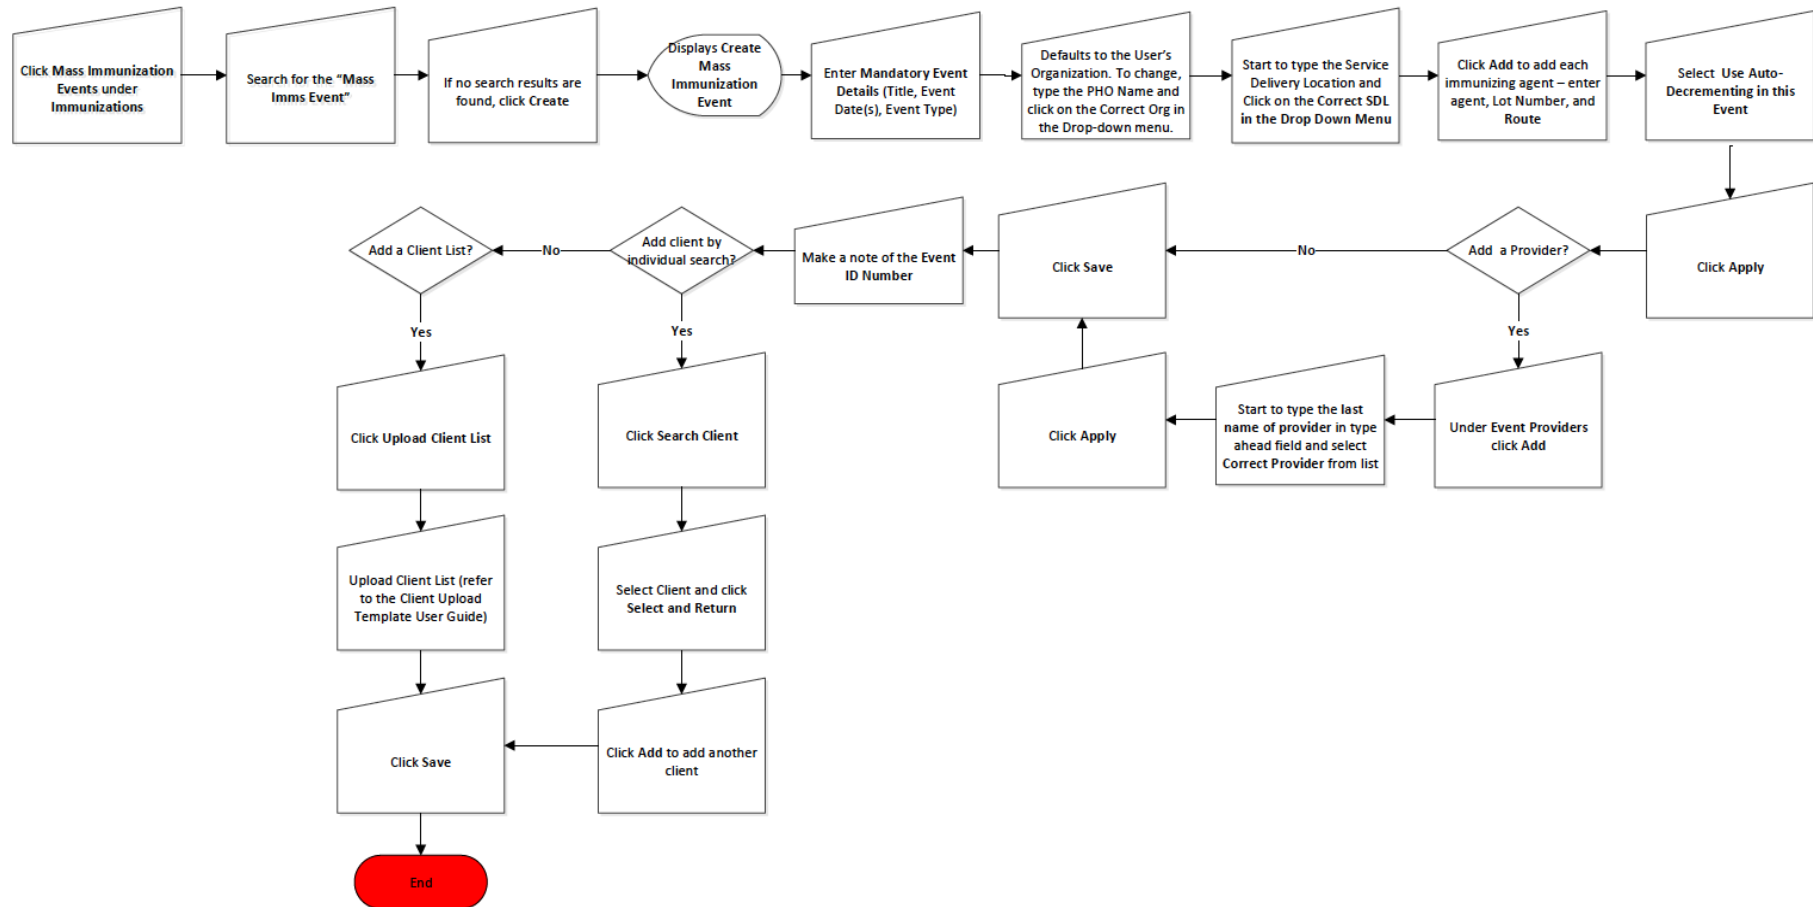 Click Mass Immunization
Events under
Immunizations
Search for the “Mass
Imms Event”
If no search results are
found, click Create
Displays Create
Mass
Immunization
Event
Enter Mandatory Event
Details (Title, Event
Date(s), Event Type)
Defaults to the User’s
Organization. To change,
type the PHO Name and
click on the Correct Org in
the Drop-down menu.
Start to type the Service
Delivery Location and
Click on the Correct SDL
in the Drop Down Menu
Click Add to add each
immunizing agent – enter
agent, Lot Number, and
Route
Select Use Auto-
Decrementing in this
Event
Click Apply
Add a Provider?
No
Yes
Under Event Providers
click Add
Start to type the last
name of provider in type
ahead field and select
Correct Provider from list
Click Apply
Click Save
Make a note of the Event
ID Number
Add client by
individual search?
No
Yes
Click Search Client
Select Client and click
Select and Return
Click Add to add another
client
Add a Client List?
Yes
Click Upload Client List
Upload Client List (refer
to the Client Upload
Template User Guide)
Click Save
End